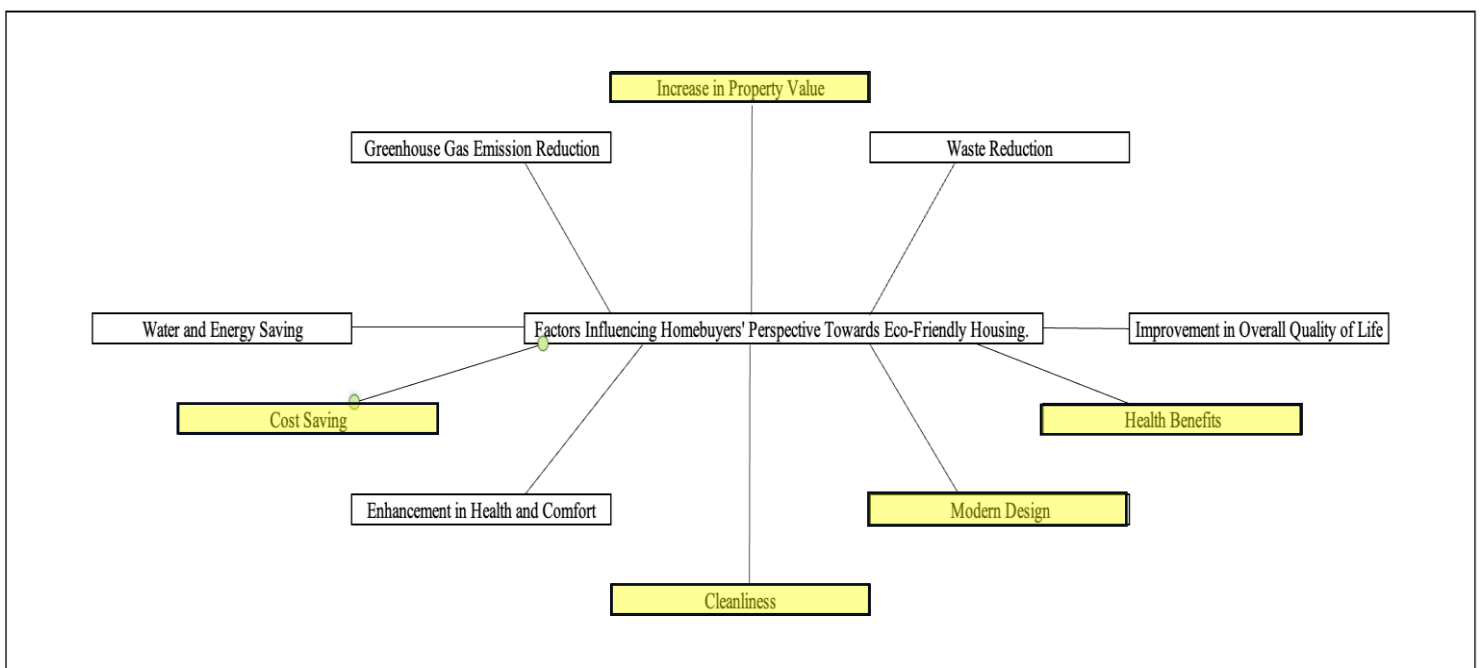 Increase in Property Value
Greenhouse Gas Emission Reduction
Waste Reduction
Water and Energy Saving
Factors Influencing Homebuyers' Perspective Towards Eco-Friendly Housing.
Improvement in Overall Quality of Life
Cost Saving
Health Benefits
Enhancement in Health and Comfort
Modern Design
Cleanliness